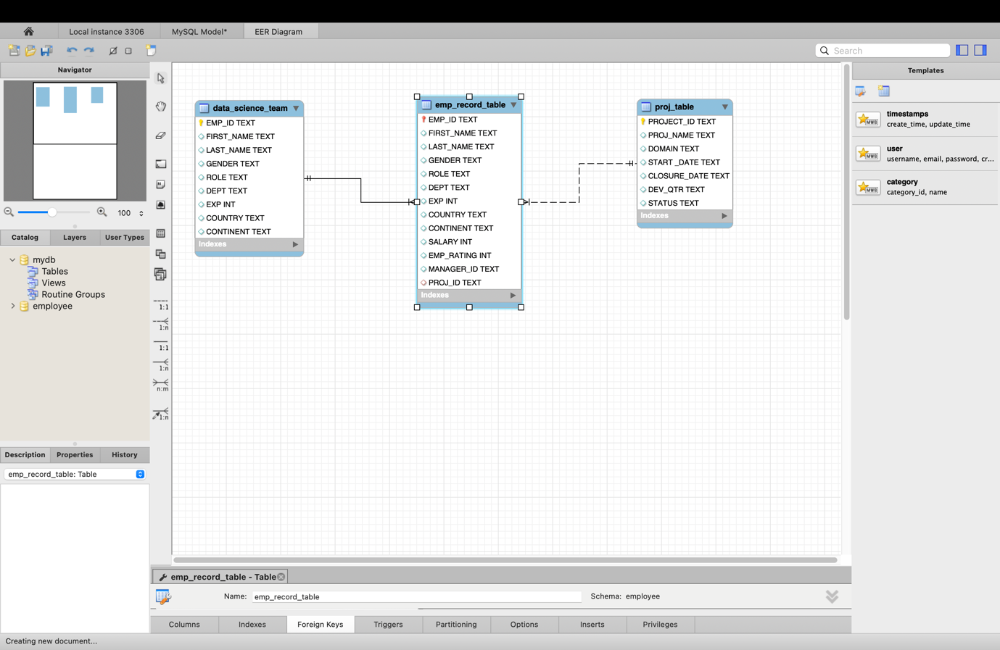 Local instance 3306
MySQL Model*
EER Diagram
Search
Navigator
100
Catalog
Layers
User Types
mydb
Tables
Views
Routine Groups
employee
Description
Properties
History
emp_record_table: Table
1:1
1:n
1:1
1:n
n:m
1:n
data_science_team
EMP_ID TEXT
FIRST_NAME TEXT
LAST_NAME TEXT
GENDER TEXT
ROLE TEXT
DEPT TEXT
EXP INT
COUNTRY TEXT
CONTINENT TEXT
Indexes
emp_record_table
EMP_ID TEXT
FIRST_NAME TEXT
LAST_NAME TEXT
GENDER TEXT
ROLE TEXT
DEPT TEXT
EXP INT
COUNTRY TEXT
CONTINENT TEXT
SALARY INT
EMP_RATING INT
MANAGER_ID TEXT
PROJ_ID TEXT
Indexes
proj_table
PROJECT_ID TEXT
PROJ_NAME TEXT
DOMAIN TEXT
START _DATE TEXT
CLOSURE_DATE TEXT
DEV_QTR TEXT
STATUS TEXT
Indexes
Templates
MWB
timestamps
create_time, update_time
MWB
user
username, email, password, cr...
MWB
category
category_id, name
emp_record_table - Table
Name: emp_record_table
Schema: employee
Columns
Indexes
Foreign Keys
Triggers
Partitioning
Options
Inserts
Privileges
Creating new document...